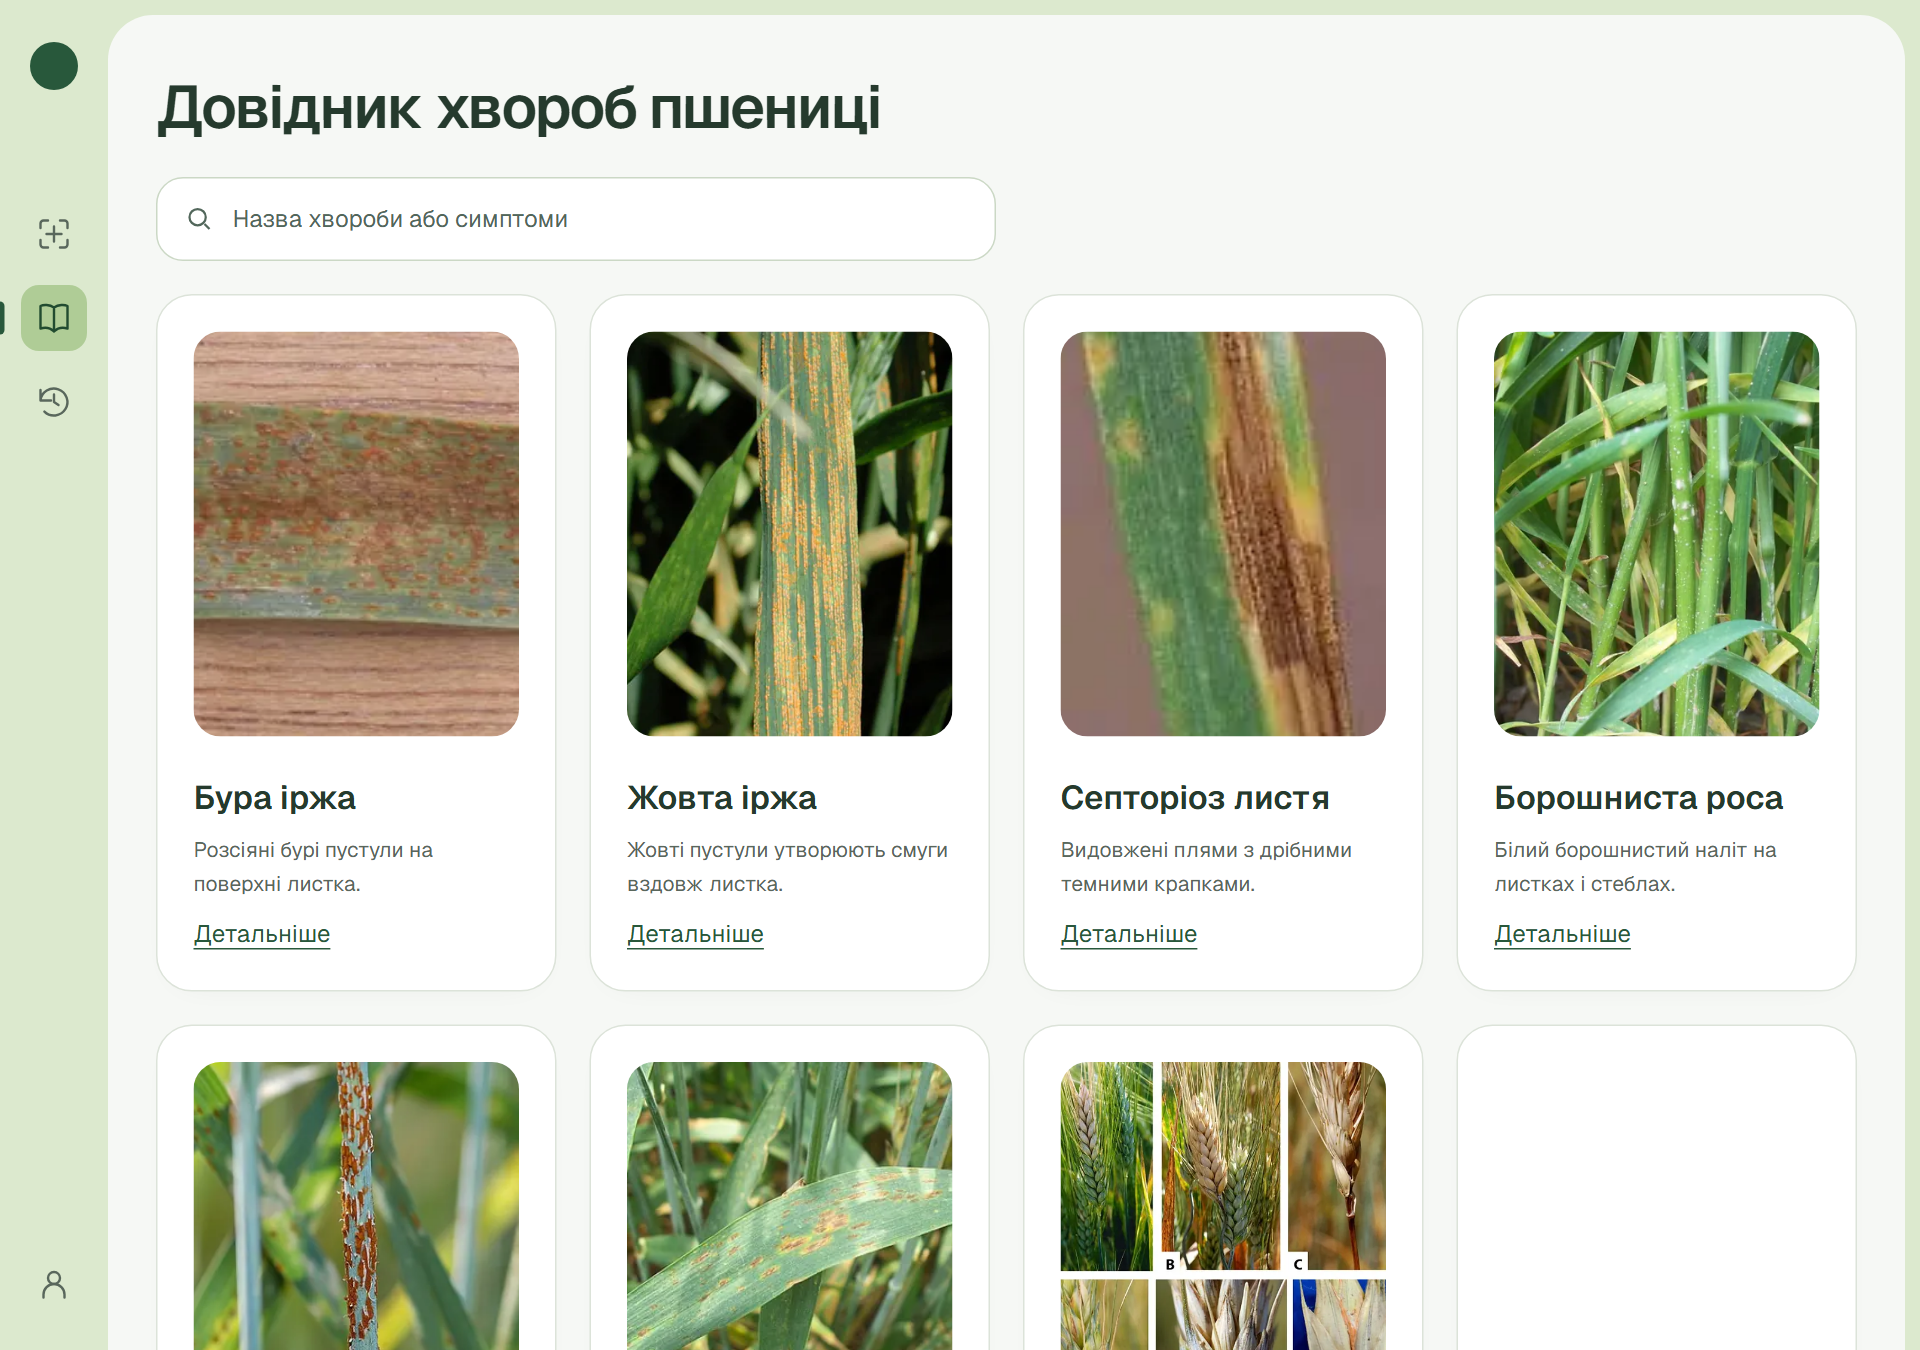 Довідник хвороб пшениці
Назва хвороби або симптоми
Бура іржа
Розсіяні бурі пустули на
поверхні листка.
Детальніше
Жовта іржа
Жовті пустули утворюють смуги
вздовж листка.
Детальніше
Септоріоз листя
Видовжені плями з дрібними
темними крапками.
Детальніше
Борошниста роса
Білий борошнистий наліт на
листках і стеблах.
Детальніше
B
C